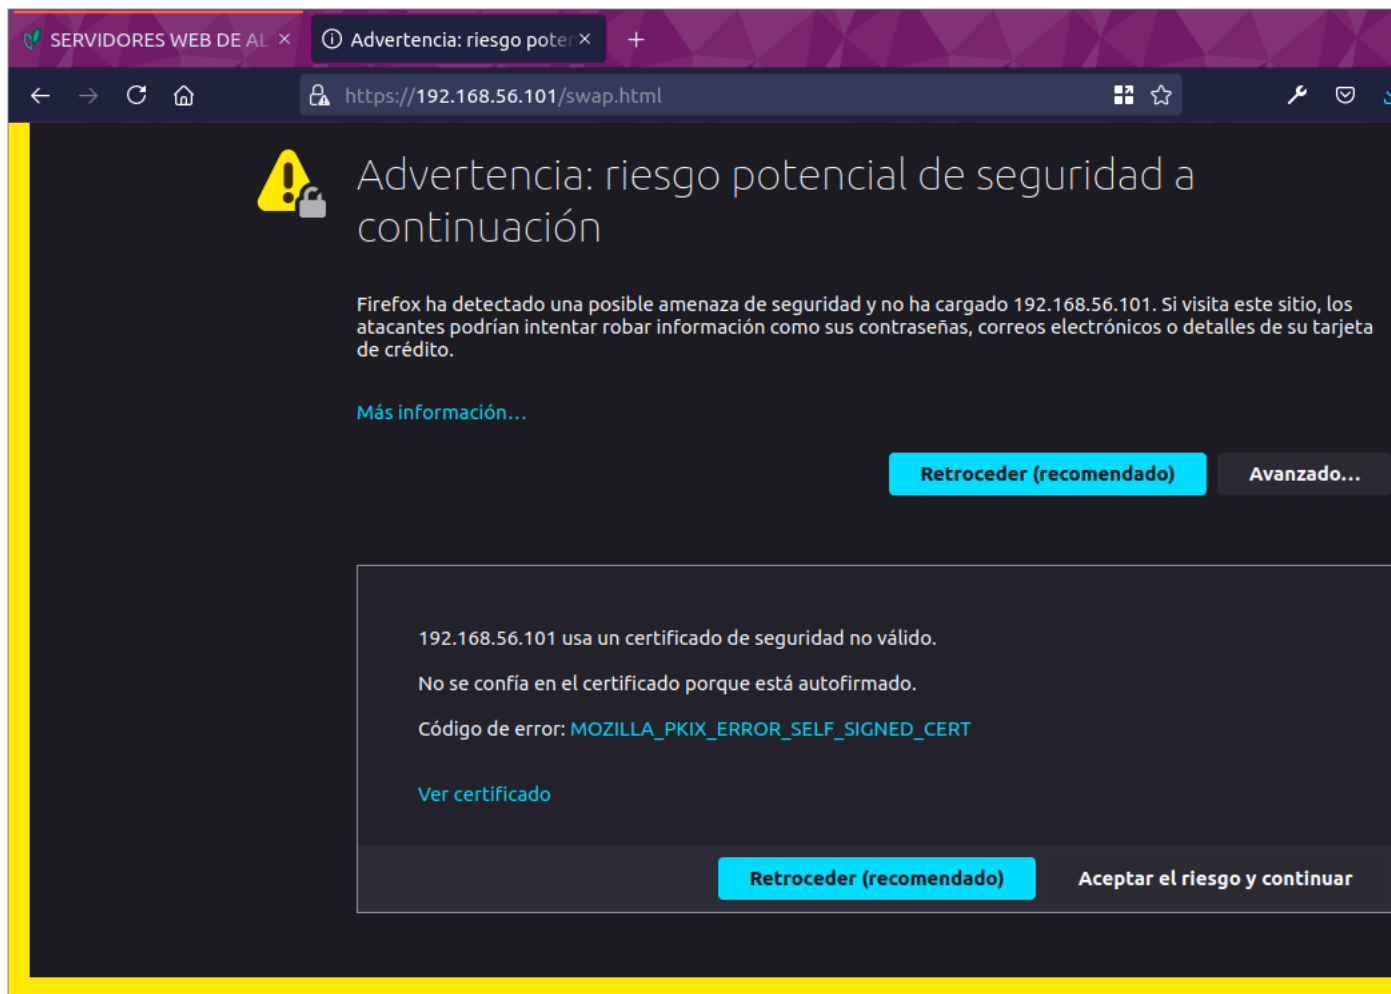 SERVIDORES WEB DE AL
Advertencia: riesgo poter
https://192.168.56.101/swap.html
Advertencia: riesgo potencial de seguridad a
continuación
Firefox ha detectado una posible amenaza de seguridad y no ha cargado 192.168.56.101. Si visita este sitio, los
atacantes podrían intentar robar información como sus contraseñas, correos electrónicos o detalles de su tarjeta
de crédito.
Más información...
Retroceder (recomendado) Avanzado...
192.168.56.101 usa un certificado de seguridad no válido.
No se confía en el certificado porque está autofirmado.
Código de error: MOZILLA_PKIX_ERROR_SELF_SIGNED_CERT
Ver certificado
Retroceder (recomendado) Aceptar el riesgo y continuar